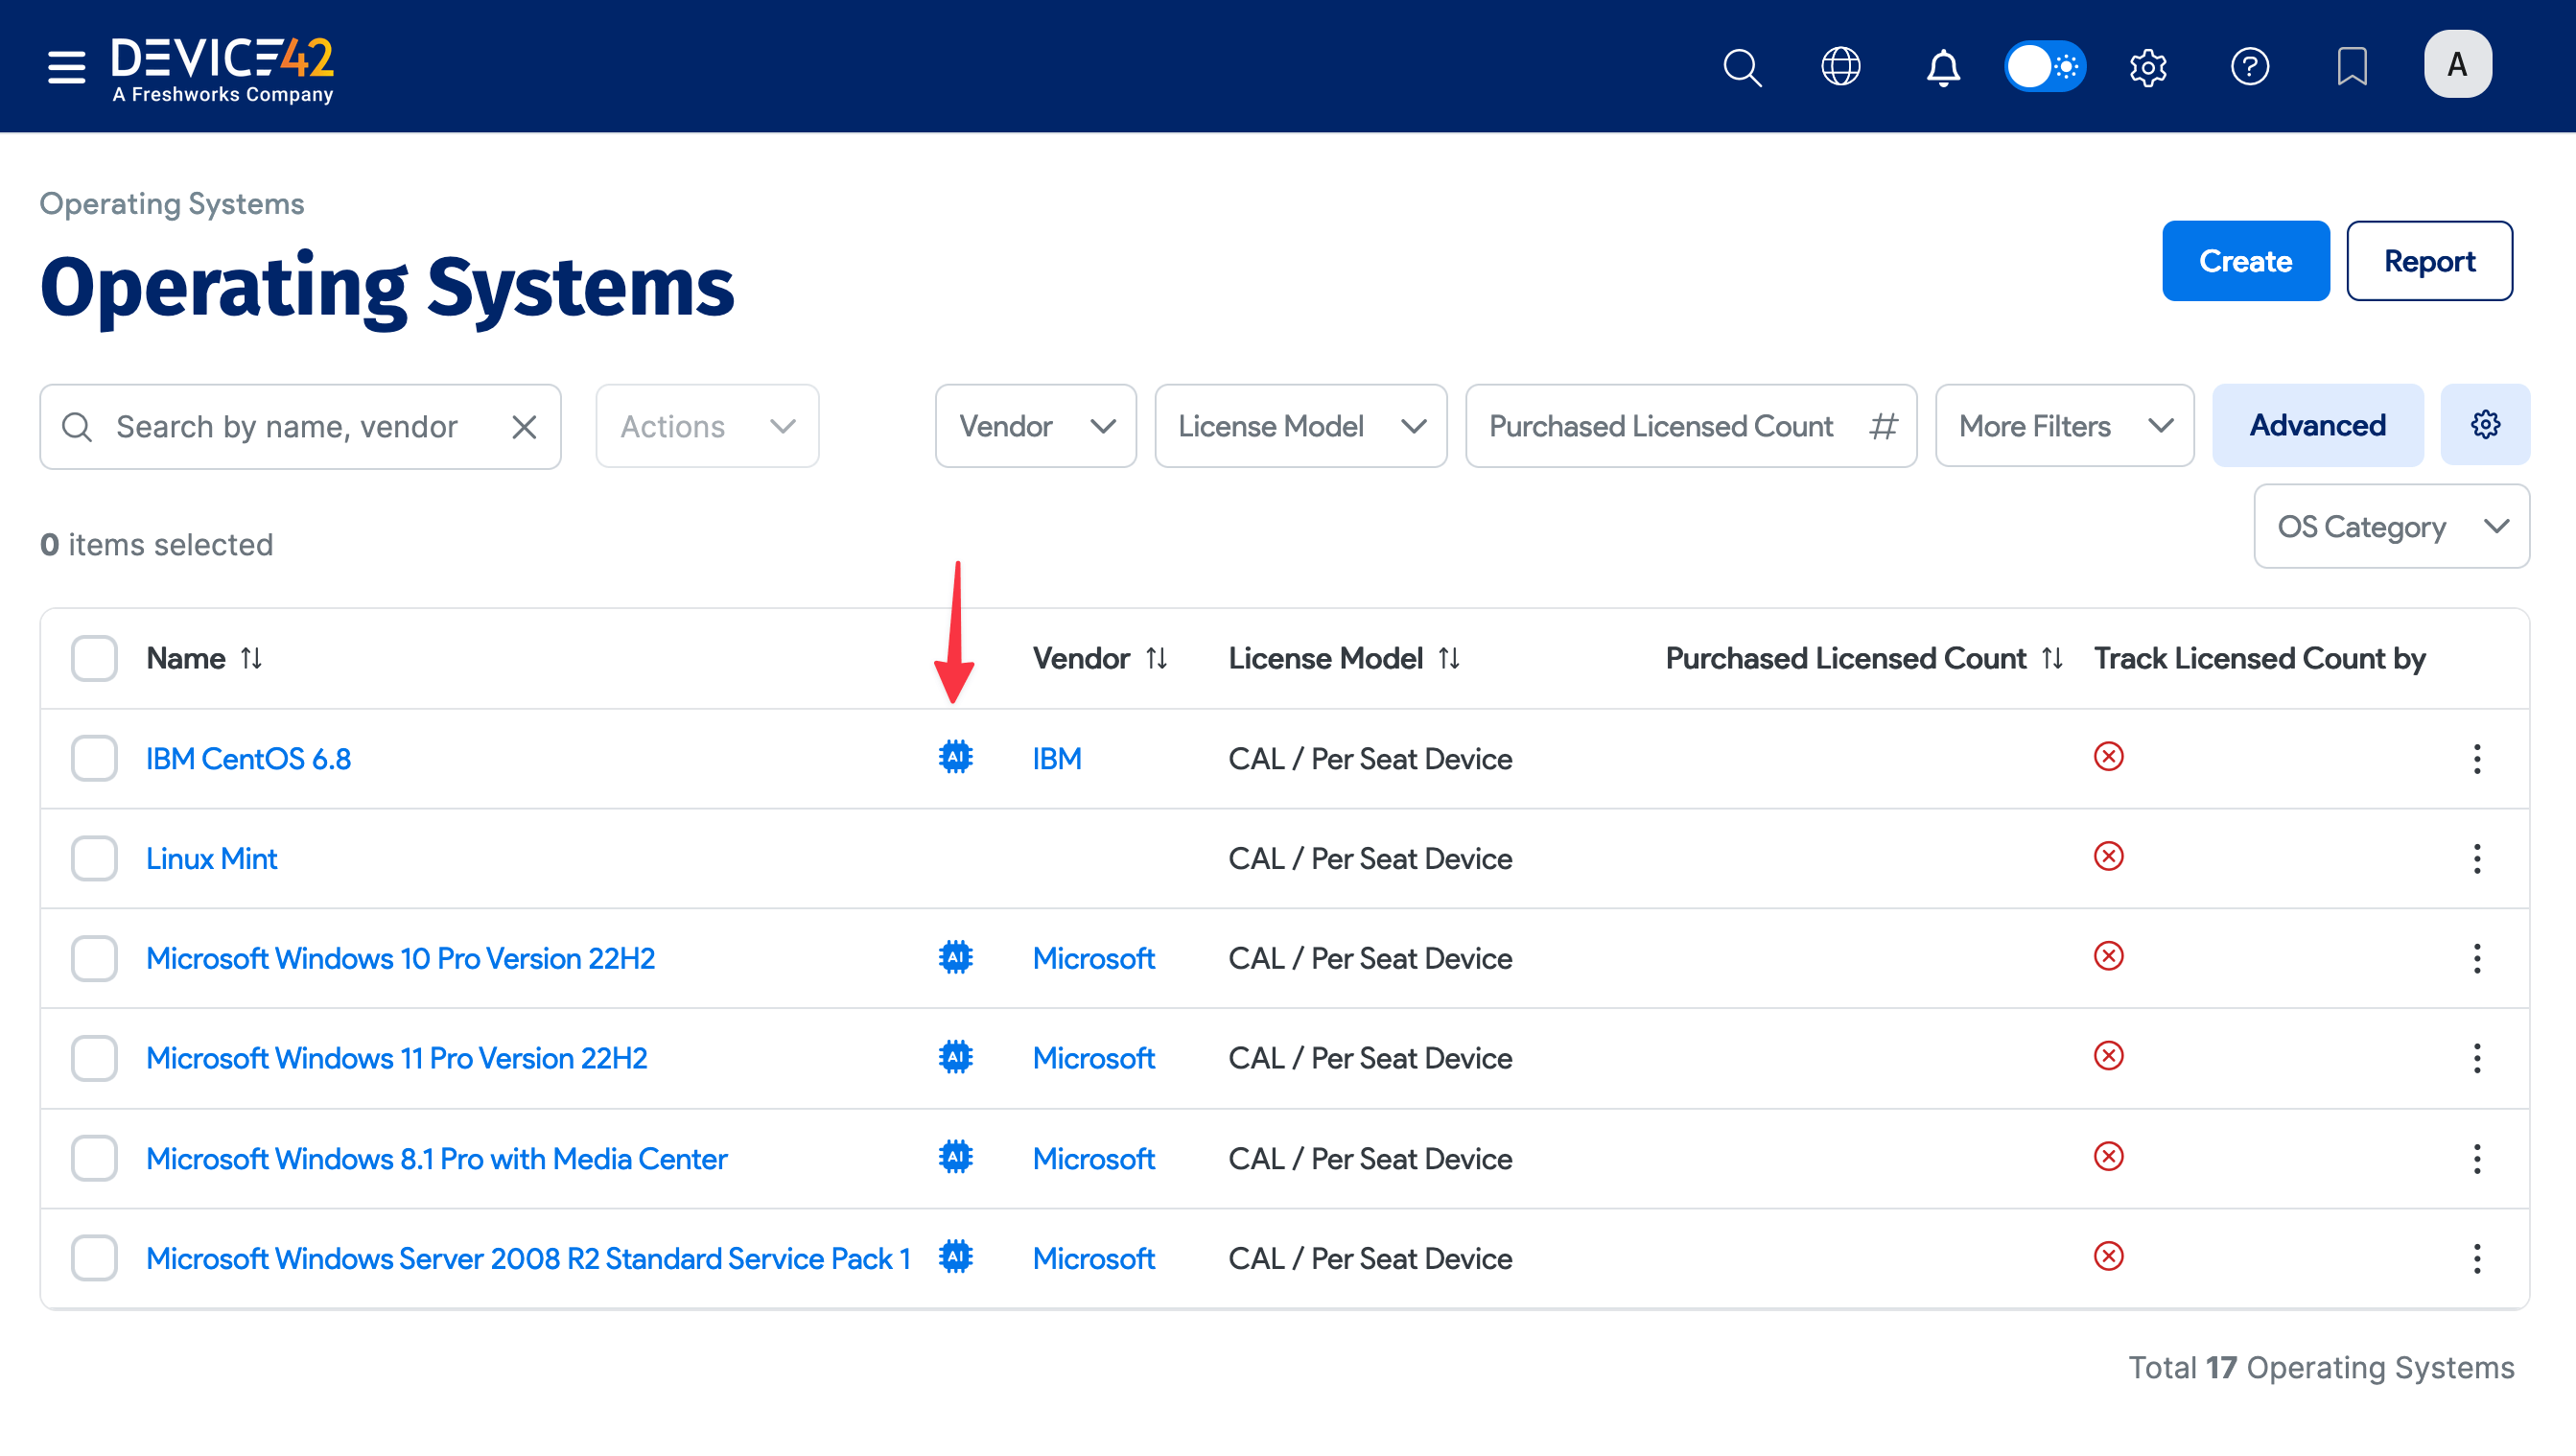 DEVICE42
A Freshworks Company
A
Operating Systems
Operating Systems
Create
Report
Search by name, vendor
Actions
Vendor
License Model
Purchased Licensed Count #
More Filters
Advanced
0 items selected
OS Category
Name Vendor License Model Purchased Licensed Count Track Licensed Count by
IBM CentOS 6.8 AI IBM CAL / Per Seat Device
Linux Mint CAL / Per Seat Device
Microsoft Windows 10 Pro Version 22H2 AI Microsoft CAL / Per Seat Device
Microsoft Windows 11 Pro Version 22H2 AI Microsoft CAL / Per Seat Device
Microsoft Windows 8.1 Pro with Media Center AI Microsoft CAL / Per Seat Device
Microsoft Windows Server 2008 R2 Standard Service Pack 1 AI Microsoft CAL / Per Seat Device
Total 17 Operating Systems